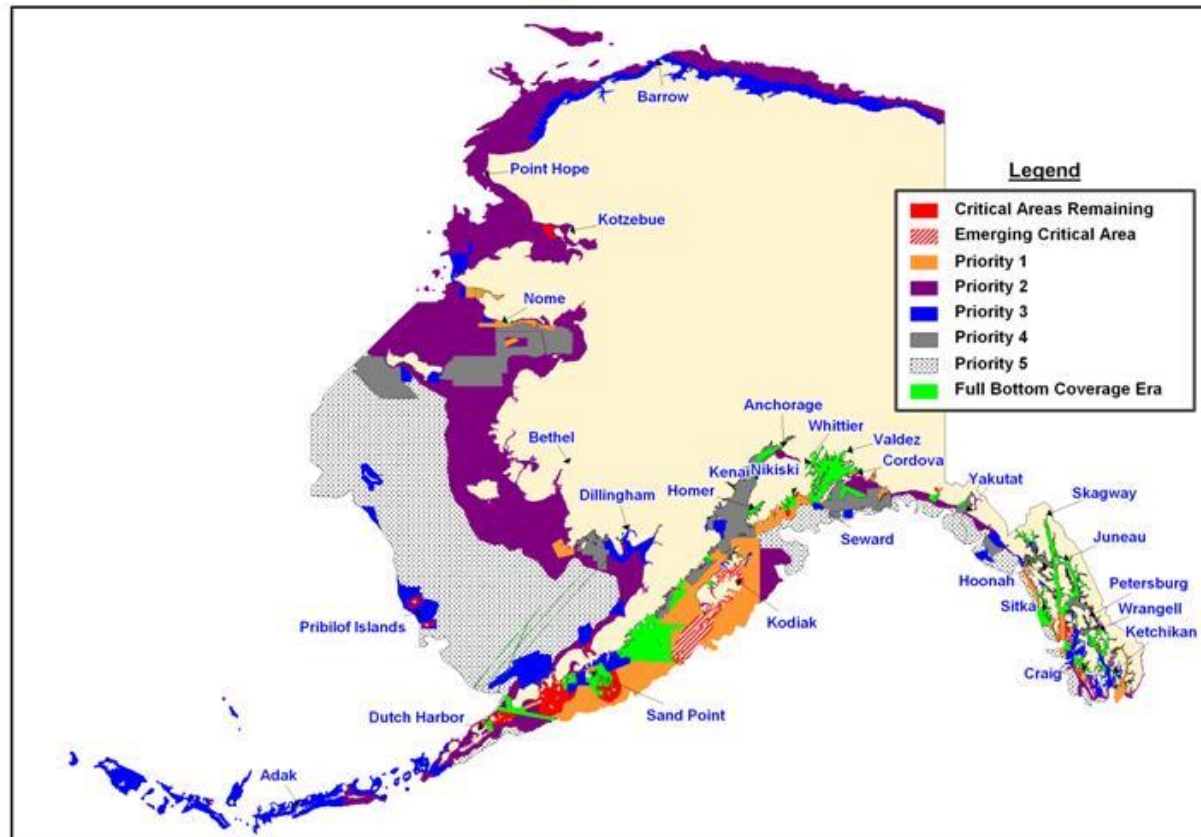 Barrow
Point Hope
Kotzebue
Nome
Legend
Critical Areas Remaining
Emerging Critical Area
Priority 1
Priority 2
Priority 3
Priority 4
Priority 5
Full Bottom Coverage Era
Anchorage
Whittier
Valdez
Cordova
Kenai
Nikiski
Bethel
Dillingham
Homer
Seward
Yakutat
Skagway
Juneau
Hoonah
Petersburg
Sitka
Wrangell
Ketchikan
Craig
Kodiak
Pribilof Islands
Sand Point
Dutch Harbor
Adak